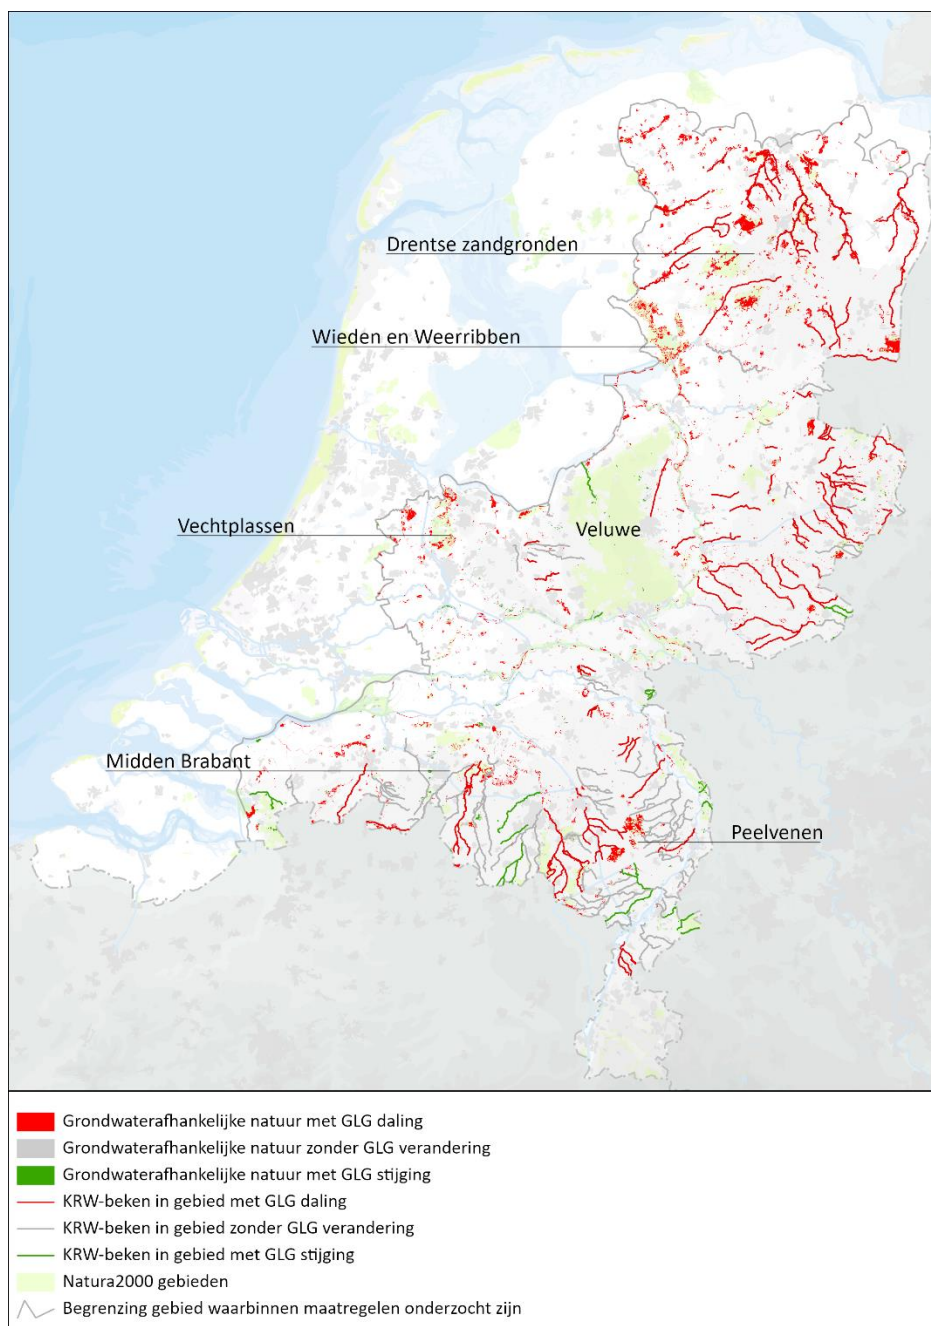 Drentse zandgronden
Wieden en Weerribben
Vechtplassen
Veluwe
Midden Brabant
Peelvenen
Grondwaterafhankelijke natuur met GLG daling
Grondwaterafhankelijke natuur zonder GLG verandering
Grondwaterafhankelijke natuur met GLG stijging
KRW-beken in gebied met GLG daling
KRW-beken in gebied zonder GLG verandering
KRW-beken in gebied met GLG stijging
Natura2000 gebieden
Begrenzing gebied waarbinnen maatregelen onderzocht zijn